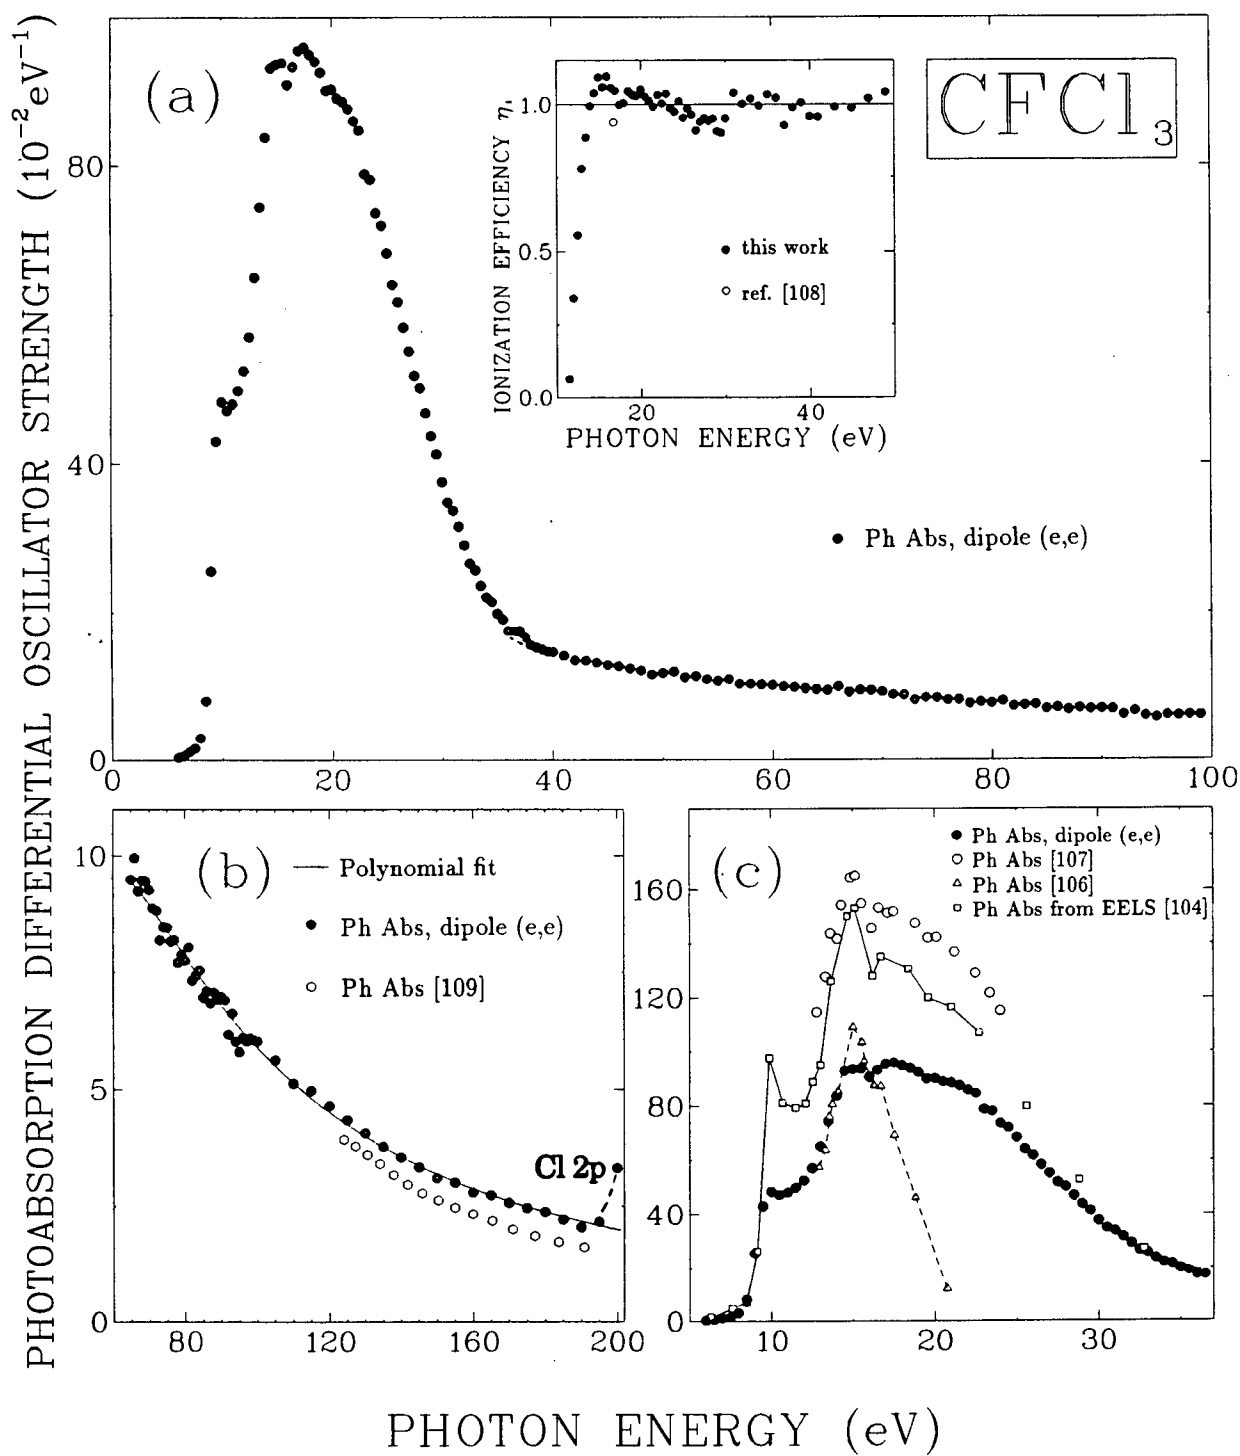 PHOTOABSORPTION DIFFERENTIAL OSCILLATOR STRENGTH (10⁻² eV⁻¹)
(a)
CFCl₃
80
40
0
0 20 40 60 80 100
Ph Abs, dipole (e,e)
IONIZATION EFFICIENCY ηᵢ
1.0
0.5
0.0
this work
ref. [108]
20 40
PHOTON ENERGY (eV)
(b)
Polynomial fit
Ph Abs, dipole (e,e)
Ph Abs [109]
Cl 2p
10
5
0
80 120 160 200
(c)
Ph Abs, dipole (e,e)
Ph Abs [107]
Ph Abs [106]
Ph Abs from EELS [104]
160
120
80
40
0
10 20 30
PHOTON ENERGY (eV)